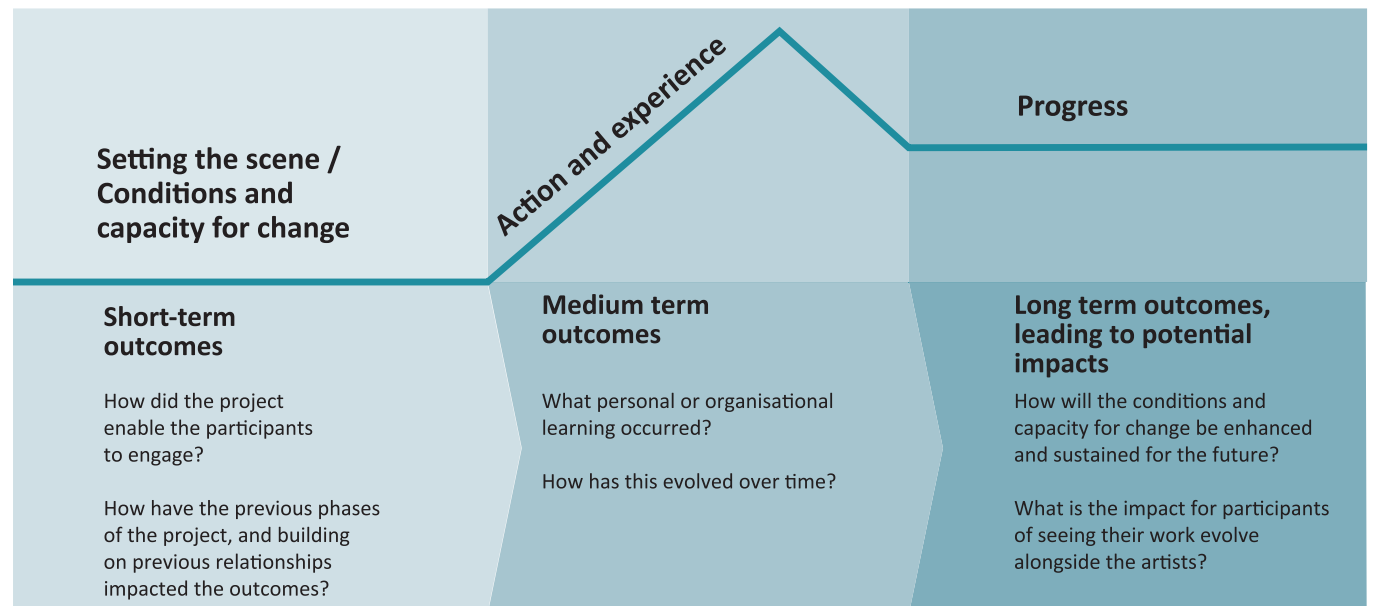 Setting the scene /
Conditions and
capacity for change
Action and experience
Progress
Short-term
outcomes
How did the project
enable the participants
to engage?
How have the previous phases
of the project, and building
on previous relationships
impacted the outcomes?
Medium term
outcomes
What personal or organisational
learning occurred?
How has this evolved over time?
Long term outcomes,
leading to potential
impacts
How will the conditions and
capacity for change be enhanced
and sustained for the future?
What is the impact for participants
of seeing their work evolve
alongside the artists?